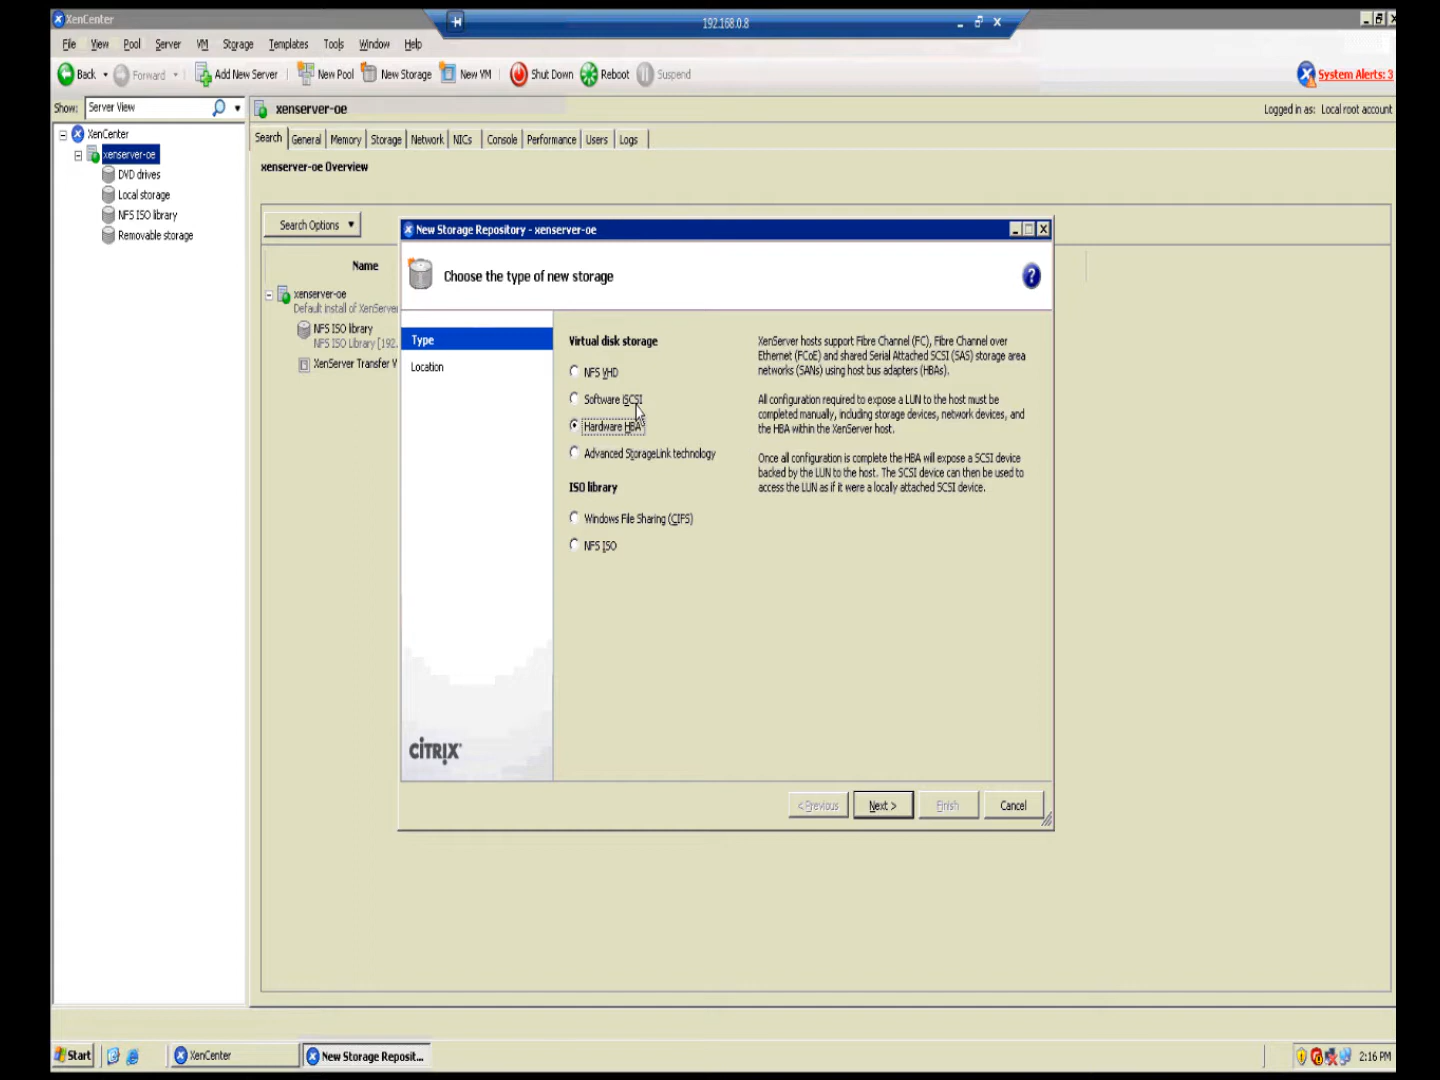 XenCenter
192.168.0.8
File View Pool Server VM Storage Templates Tools Window Help
Back Forward Add New Server New Pool New Storage New VM Shut Down Reboot Suspend System Alerts: 3
Show: Server View
xenserver-oe
Logged in as: Local root account
XenCenter
xenserver-oe
DVD drives
Local storage
NFS ISO library
Removable storage
Search General Memory Storage Network NICs Console Performance Users Logs
xenserver-oe Overview
Search Options
Name
xenserver-oe
Default install of XenServer
NFS ISO library
NFS ISO Library [192.
XenServer Transfer V
New Storage Repository - xenserver-oe
Choose the type of new storage
Type
Location
CITRIX
Virtual disk storage
NFS VHD
Software iSCSI
Hardware HBA
Advanced StorageLink technology
ISO library
Windows File Sharing (CIFS)
NFS ISO
XenServer hosts support Fibre Channel (FC), Fibre Channel over
Ethernet (FCoE) and shared Serial Attached SCSI (SAS) storage area
networks (SANs) using host bus adapters (HBAs).
All configuration required to expose a LUN to the host must be
completed manually, including storage devices, network devices, and
the HBA within the XenServer host.
Once all configuration is complete the HBA will expose a SCSI device
backed by the LUN to the host. The SCSI device can then be used to
access the LUN as if it were a locally attached SCSI device.
< Previous Next > Finish Cancel
Start XenCenter New Storage Reposit... 2:16 PM